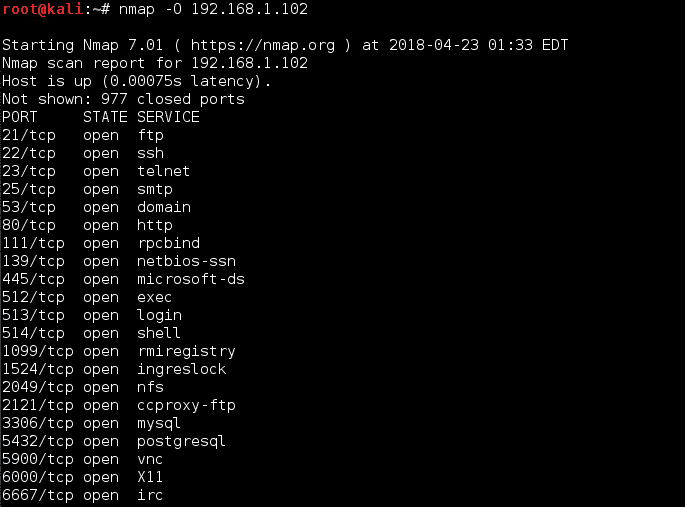 root@kali:~# nmap -O 192.168.1.102
Starting Nmap 7.01 ( https://nmap.org ) at 2018-04-23 01:33 EDT
Nmap scan report for 192.168.1.102
Host is up (0.00075s latency).
Not shown: 977 closed ports
PORT     STATE SERVICE
21/tcp   open  ftp
22/tcp   open  ssh
23/tcp   open  telnet
25/tcp   open  smtp
53/tcp   open  domain
80/tcp   open  http
111/tcp  open  rpcbind
139/tcp  open  netbios-ssn
445/tcp  open  microsoft-ds
512/tcp  open  exec
513/tcp  open  login
514/tcp  open  shell
1099/tcp open  rmiregistry
1524/tcp open  ingreslock
2049/tcp open  nfs
2121/tcp open  ccproxy-ftp
3306/tcp open  mysql
5432/tcp open  postgresql
5900/tcp open  vnc
6000/tcp open  X11
6667/tcp open  irc